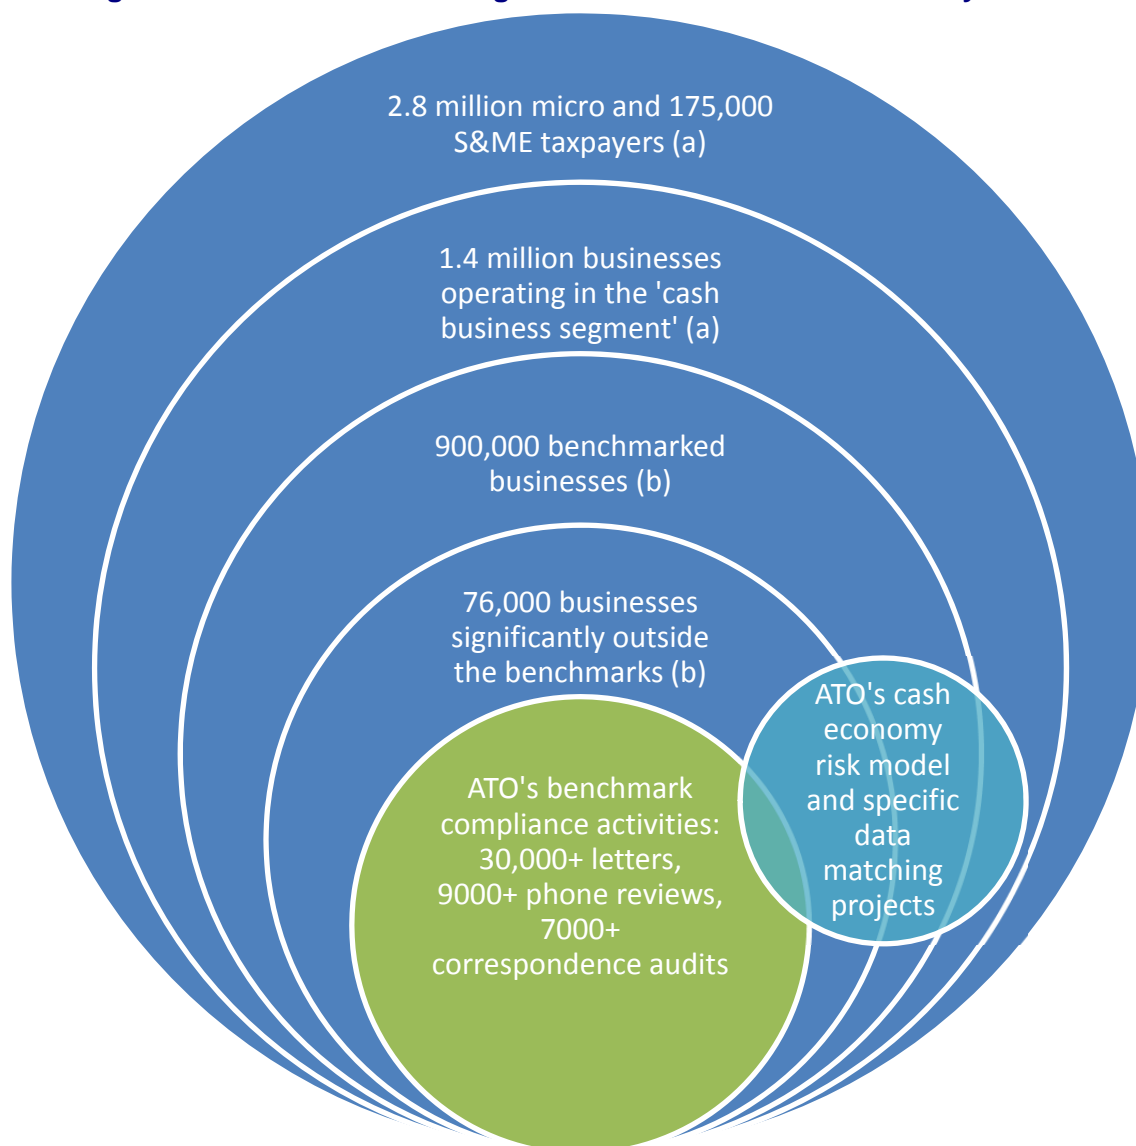 2.8 million micro and 175,000
S&ME taxpayers (a)
1.4 million businesses
operating in the 'cash
business segment' (a)
900,000 benchmarked
businesses (b)
76,000 businesses
significantly outside
the benchmarks (b)
ATO's cash
economy
risk model
and specific
data
matching
projects
ATO's benchmark
compliance activities:
30,000+ letters,
9000+ phone reviews,
7000+
correspondence audits